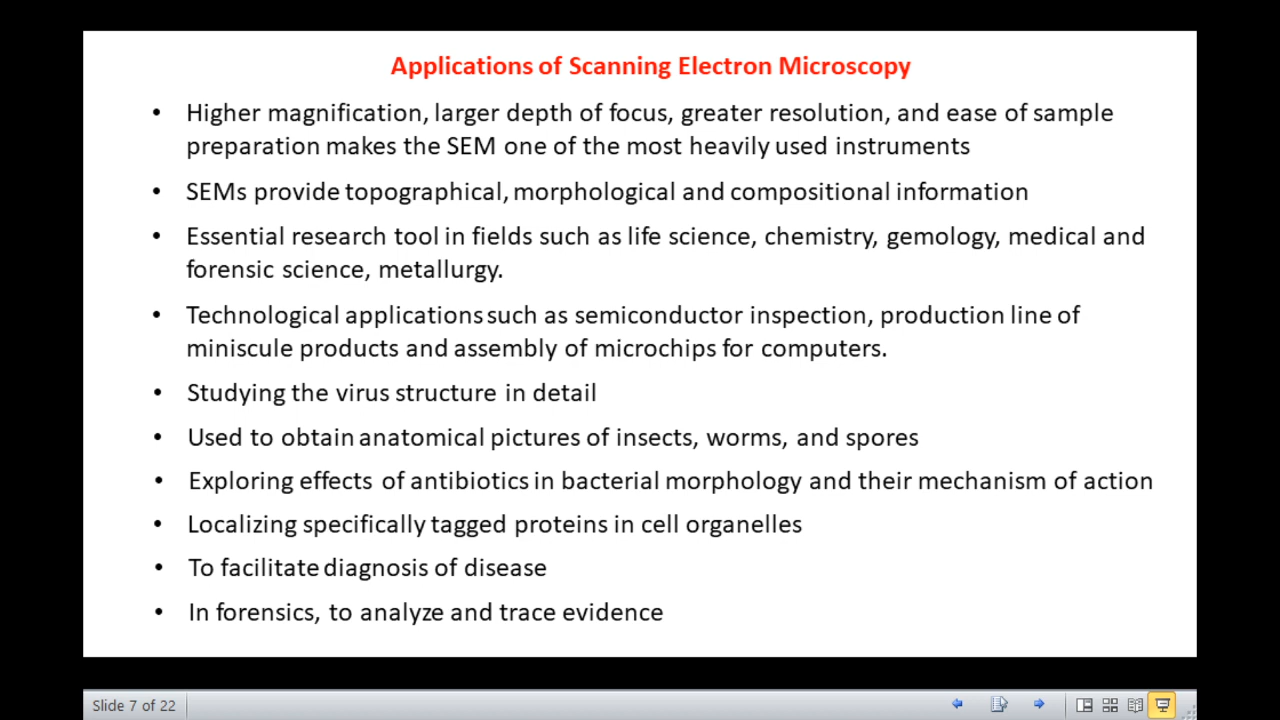 Applications of Scanning Electron Microscopy
• Higher magnification, larger depth of focus, greater resolution, and ease of sample
preparation makes the SEM one of the most heavily used instruments
• SEMs provide topographical, morphological and compositional information
• Essential research tool in fields such as life science, chemistry, gemology, medical and
forensic science, metallurgy.
• Technological applications such as semiconductor inspection, production line of
miniscule products and assembly of microchips for computers.
• Studying the virus structure in detail
• Used to obtain anatomical pictures of insects, worms, and spores
• Exploring effects of antibiotics in bacterial morphology and their mechanism of action
• Localizing specifically tagged proteins in cell organelles
• To facilitate diagnosis of disease
• In forensics, to analyze and trace evidence
Slide 7 of 22